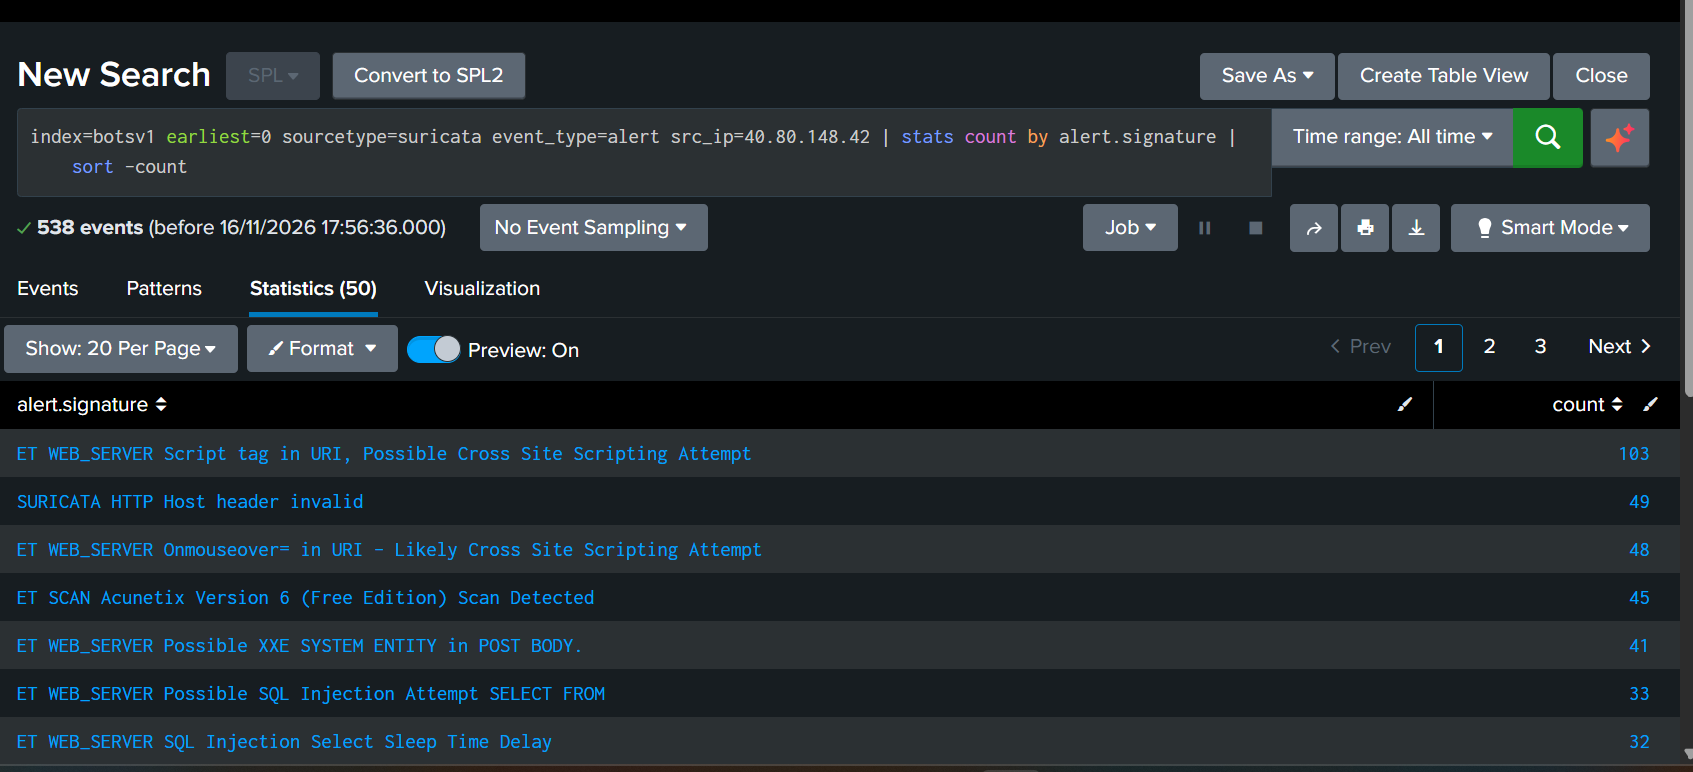 New Search SPL Convert to SPL2 Save As Create Table View Close
index=botsv1 earliest=0 sourcetype=suricata event_type=alert src_ip=40.80.148.42 | stats count by alert.signature |
sort -count
Time range: All time
538 events (before 16/11/2026 17:56:36.000) No Event Sampling Job Smart Mode
Events Patterns Statistics (50) Visualization
Show: 20 Per Page Format Preview: On Prev 1 2 3 Next
alert.signature count
ET WEB_SERVER Script tag in URI, Possible Cross Site Scripting Attempt 103
SURICATA HTTP Host header invalid 49
ET WEB_SERVER Onmouseover= in URI - Likely Cross Site Scripting Attempt 48
ET SCAN Acunetix Version 6 (Free Edition) Scan Detected 45
ET WEB_SERVER Possible XXE SYSTEM ENTITY in POST BODY. 41
ET WEB_SERVER Possible SQL Injection Attempt SELECT FROM 33
ET WEB_SERVER SQL Injection Select Sleep Time Delay 32